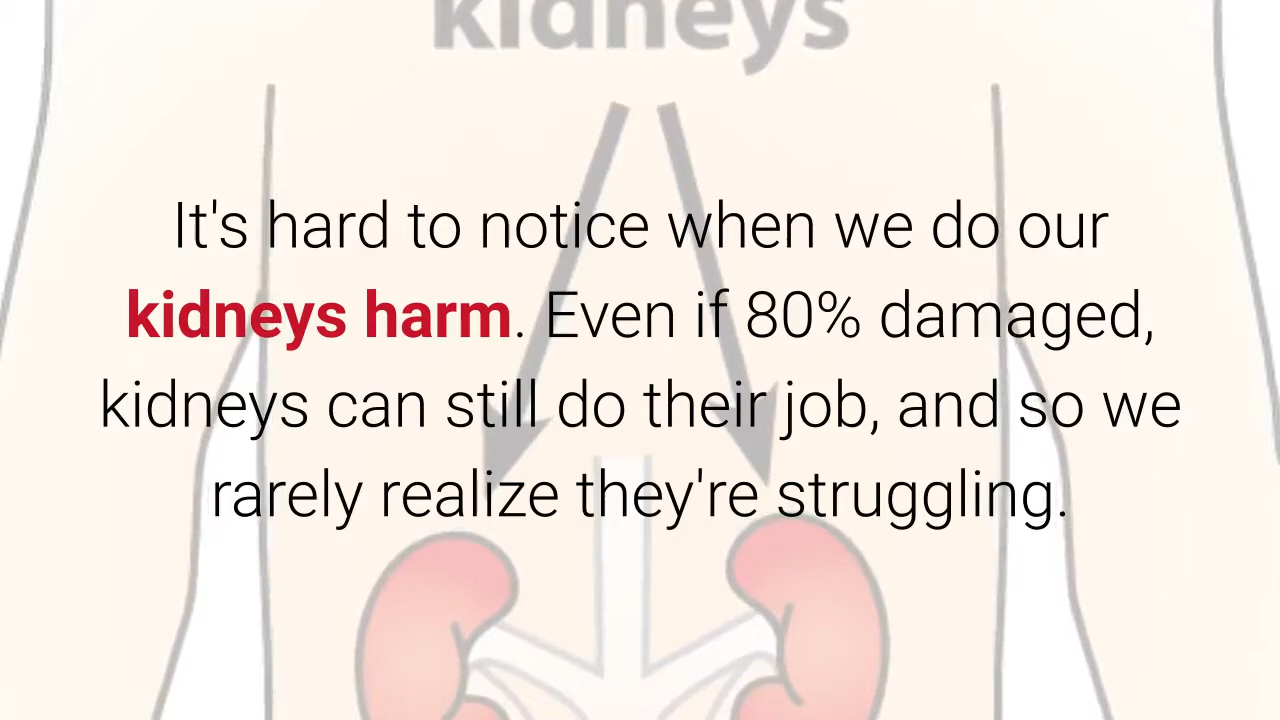 kidneys
It's hard to notice when we do our
kidneys harm. Even if 80% damaged,
kidneys can still do their job, and so we
rarely realize they're struggling.